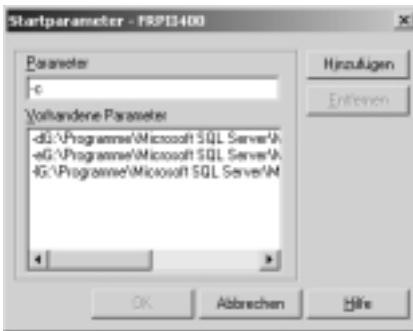 Startparameter - FRPII400
Parameter
Hinzufügen
-c
Entfernen
Vorhandene Parameter
-dG:\Programme\Microsoft SQL Server\M
-eG:\Programme\Microsoft SQL Server\M
-lG:\Programme\Microsoft SQL Server\M
OK
Abbrechen
Hilfe